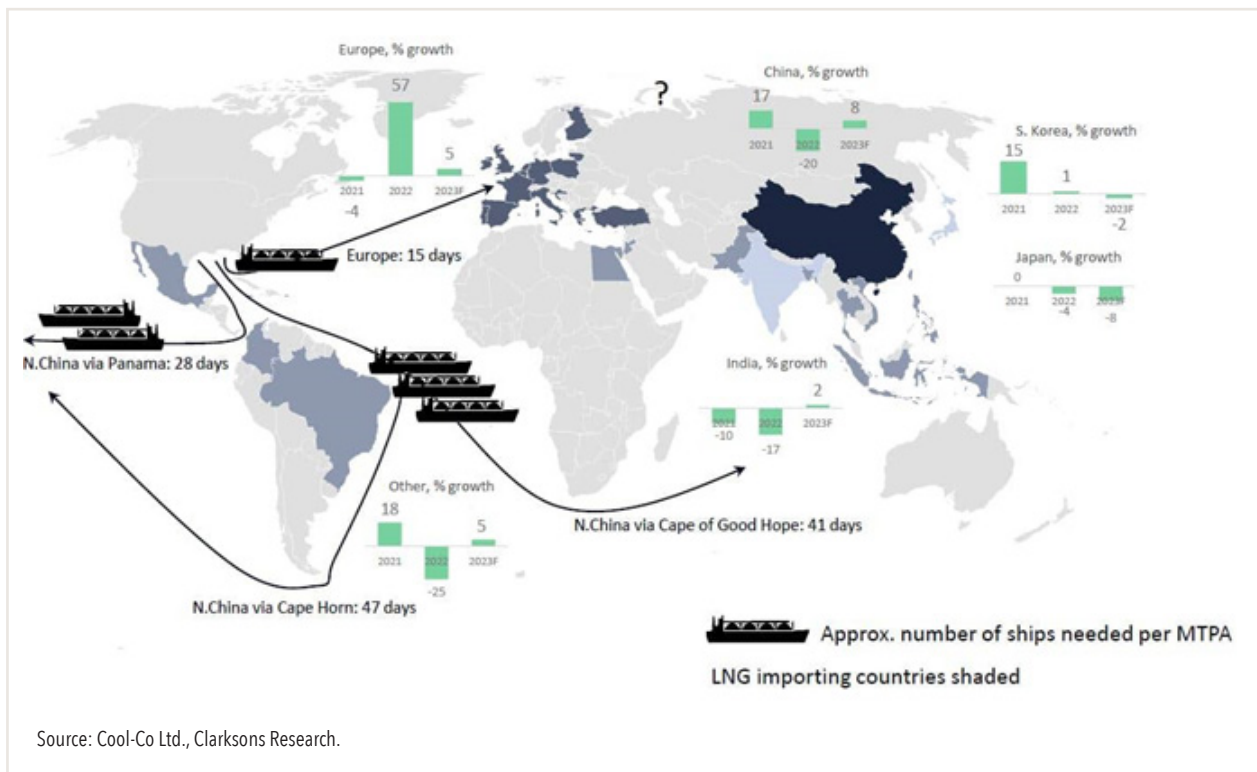 Europe, % growth
57
5
2021
2022
2023F
-4
?
China, % growth
17
8
2021
2022
2023F
-20
S. Korea, % growth
15
1
2021
2022
2023F
-2
Japan, % growth
0
2021
2022
2023F
-4
-8
Europe: 15 days
N.China via Panama: 28 days
India, % growth
2
2021
2022
2023F
-10
-17
Other, % growth
18
5
2021
2022
2023F
-25
N.China via Cape of Good Hope: 41 days
N.China via Cape Horn: 47 days
Approx. number of ships needed per MTPA
LNG importing countries shaded
Source: Cool-Co Ltd., Clarksons Research.